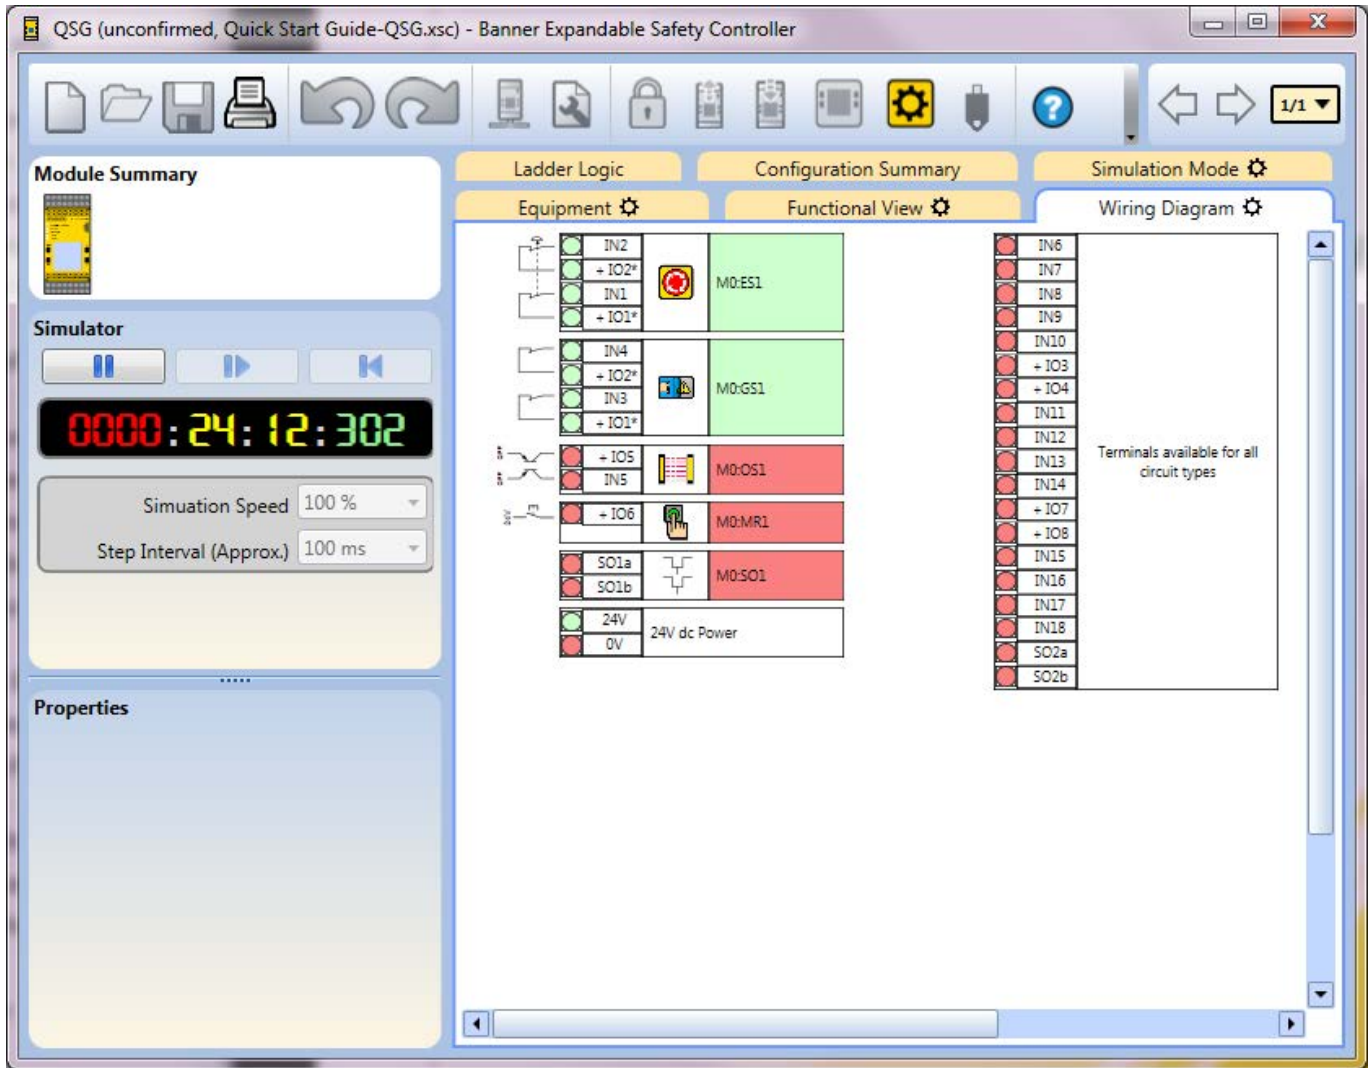 QSG (unconfirmed, Quick Start Guide-QSG.xsc) - Banner Expandable Safety Controller
1/1
Module Summary
Simulator
0000:24:12:302
Simuation Speed 100 %
Step Interval (Approx.) 100 ms
Properties
Ladder Logic Configuration Summary Simulation Mode
Equipment Functional View Wiring Diagram
IN2
+ IO2*
IN1
+ IO1*
M0:ES1
IN4
+ IO2*
IN3
+ IO1*
M0:GS1
+ IO5
IN5
M0:OS1
24V
+ IO6
M0:MR1
SO1a
SO1b
M0:SO1
24V
0V
24V dc Power
IN6
IN7
IN8
IN9
IN10
+ IO3
+ IO4
IN11
IN12
IN13
IN14
+ IO7
+ IO8
IN15
IN16
IN17
IN18
SO2a
SO2b
Terminals available for all
circuit types